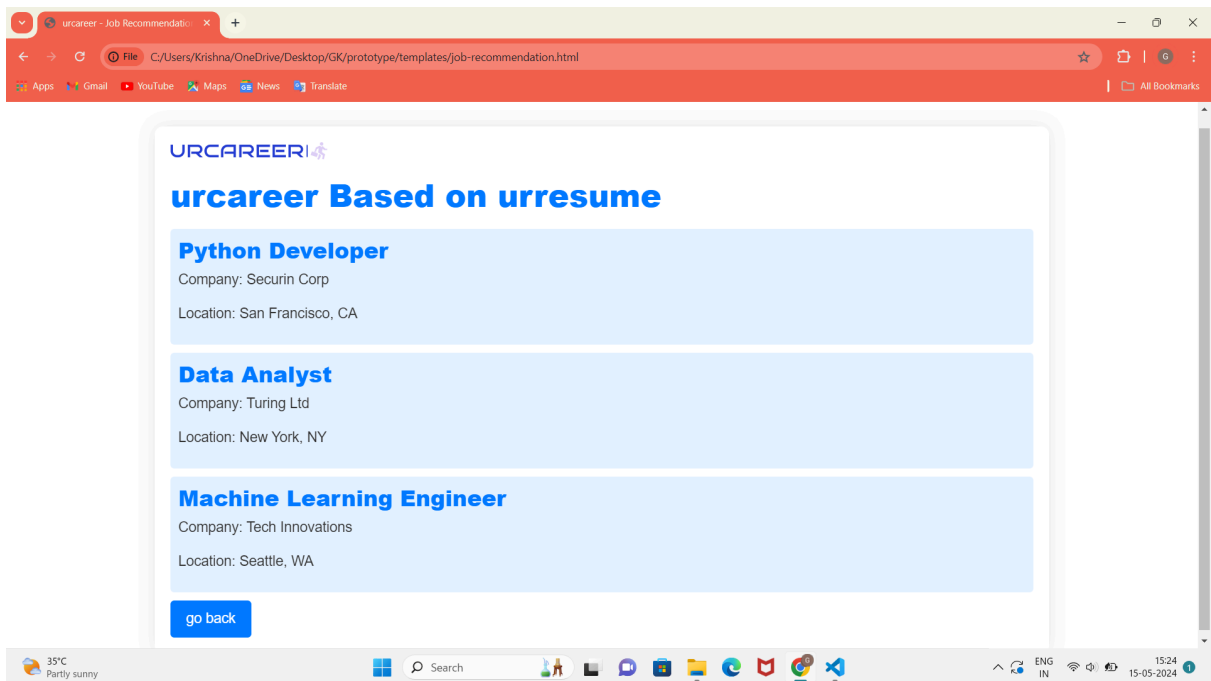 urcareer - Job Recommendatio
File C:/Users/Krishna/OneDrive/Desktop/GK/prototype/templates/job-recommendation.html G
Apps Gmail YouTube Maps News Translate All Bookmarks
URCAREER
urcareer Based on urresume
Python Developer
Company: Securin Corp
Location: San Francisco, CA
Data Analyst
Company: Turing Ltd
Location: New York, NY
Machine Learning Engineer
Company: Tech Innovations
Location: Seattle, WA
go back
35°C
Partly sunny
Search
ENG
IN
15:24
15-05-2024
1